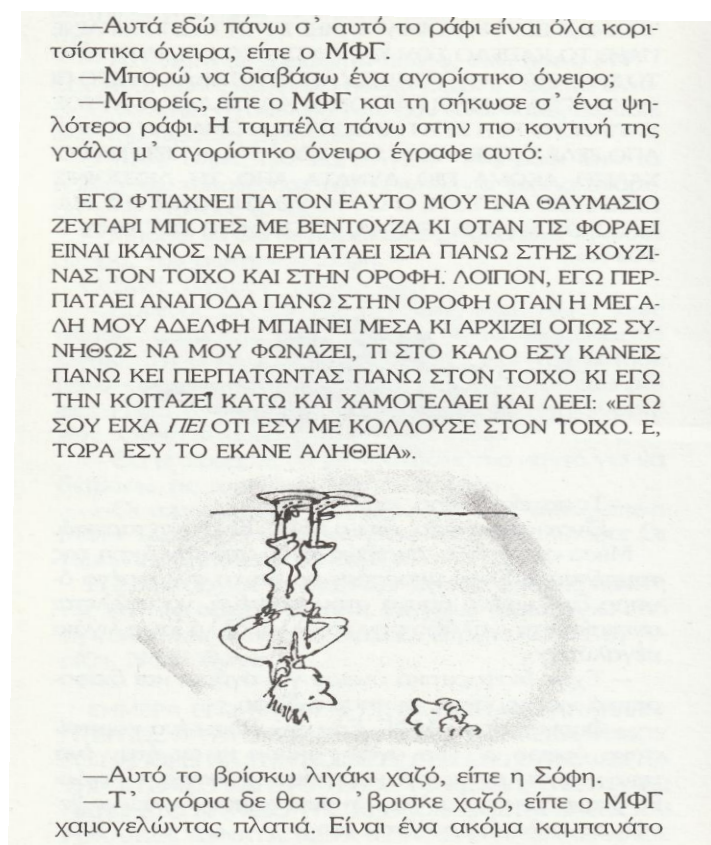 —Αυτά εδώ πάνω σ’ αυτό το ράφι είναι όλα κορι-
τσίστικα όνειρα, είπε ο ΜΦΓ.
—Μπορώ να διαβάσω ένα αγορίστικο όνειρο;
—Μπορείς, είπε ο ΜΦΓ και τη σήκωσε σ’ ένα ψη-
λότερο ράφι. Η ταμπέλα πάνω στην πιο κοντινή της
γυάλα μ’ αγορίστικο όνειρο έγραφε αυτό:
ΕΓΩ ΦΤΙΑΧΝΕΙ ΓΙΑ ΤΟΝ ΕΑΥΤΟ ΜΟΥ ΕΝΑ ΘΑΥΜΑΣΙΟ
ΖΕΥΓΑΡΙ ΜΠΟΤΕΣ ΜΕ ΒΕΝΤΟΥΖΑ ΚΙ ΟΤΑΝ ΤΙΣ ΦΟΡΑΕΙ
ΕΙΝΑΙ ΙΚΑΝΟΣ ΝΑ ΠΕΡΠΑΤΑΕΙ ΙΣΙΑ ΠΑΝΩ ΣΤΗΣ ΚΟΥΖΙ-
ΝΑΣ ΤΟΝ ΤΟΙΧΟ ΚΑΙ ΣΤΗΝ ΟΡΟΦΗ. ΛΟΙΠΟΝ, ΕΓΩ ΠΕΡ-
ΠΑΤΑΕΙ ΑΝΑΠΟΔΑ ΠΑΝΩ ΣΤΗΝ ΟΡΟΦΗ ΟΤΑΝ Η ΜΕΓΑ-
ΛΗ ΜΟΥ ΑΔΕΛΦΗ ΜΠΑΙΝΕΙ ΜΕΣΑ ΚΙ ΑΡΧΙΖΕΙ ΟΠΩΣ ΣΥ-
ΝΗΘΩΣ ΝΑ ΜΟΥ ΦΩΝΑΖΕΙ, ΤΙ ΣΤΟ ΚΑΛΟ ΕΣΥ ΚΑΝΕΙΣ
ΠΑΝΩ ΚΕΙ ΠΕΡΠΑΤΩΝΤΑΣ ΠΑΝΩ ΣΤΟΝ ΤΟΙΧΟ ΚΙ ΕΓΩ
ΤΗΝ ΚΟΙΤΑΖΕΙ ΚΑΤΩ ΚΑΙ ΧΑΜΟΓΕΛΑΕΙ ΚΑΙ ΛΕΕΙ: «ΕΓΩ
ΣΟΥ ΕΙΧΑ ΠΕΙ ΟΤΙ ΕΣΥ ΜΕ ΚΟΛΛΟΥΣΕ ΣΤΟΝ ΤΟΙΧΟ. Ε,
ΤΩΡΑ ΕΣΥ ΤΟ ΕΚΑΝΕ ΑΛΗΘΕΙΑ».
—Αυτό το βρίσκω λιγάκι χαζό, είπε η Σόφη.
—Τ’ αγόρια δε θα το ’βρισκε χαζό, είπε ο ΜΦΓ
χαμογελώντας πλατιά. Είναι ένα ακόμα καμπανάτο